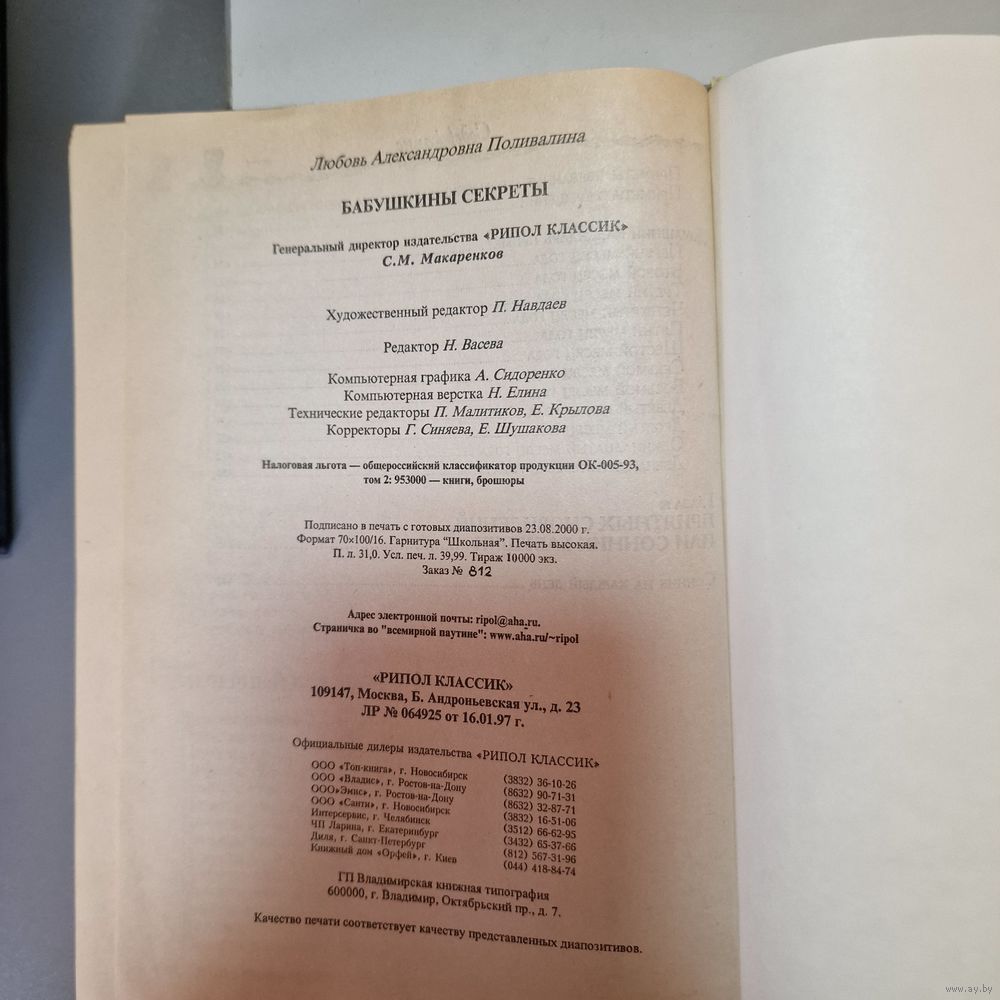 Любовь Александровна Поливалина
БАБУШКИНЫ СЕКРЕТЫ
Генеральный директор издательства «РИПОЛ КЛАССИК»
С.М. Макаренков
Художественный редактор П. Навдаев
Редактор Н. Васева
Компьютерная графика А. Сидоренко
Компьютерная верстка Н. Елина
Технические редакторы П. Малитиков, Е. Крылова
Корректоры Г. Синяева, Е. Шушакова
Налоговая льгота — общероссийский классификатор продукции ОК-005-93,
том 2: 953000 — книги, брошюры
Подписано в печать с готовых диапозитивов 23.08.2000 г.
Формат 70×100/16. Гарнитура "Школьная". Печать высокая.
П. л. 31,0. Усл. печ. л. 39,99. Тираж 10000 экз.
Заказ № 812
Адрес электронной почты: ripol@aha.ru.
Страничка во "всемирной паутине": www.aha.ru/~ripol
«РИПОЛ КЛАССИК»
109147, Москва, Б. Андроньевская ул., д. 23
ЛР № 064925 от 16.01.97 г.
Официальные дилеры издательства «РИПОЛ КЛАССИК»
ООО «Топ-книга», г. Новосибирск (3832) 36-10-26
ООО «Владис», г. Ростов-на-Дону (8632) 90-71-31
ООО»Эмис», г. Ростов-на-Дону (8632) 32-87-71
ООО «Санти», г. Новосибирск (3832) 16-51-06
Интерсервис, г. Челябинск (3512) 66-62-95
ЧП Ларина, г. Екатеринбург (3432) 65-37-66
Диля, г. Санкт-Петербург (812) 567-31-96
Книжный дом «Орфей», г. Киев (044) 418-84-74
ГП Владимирская книжная типография
600000, г. Владимир, Октябрьский пр., д. 7.
Качество печати соответствует качеству представленных диапозитивов.
www.ay.by